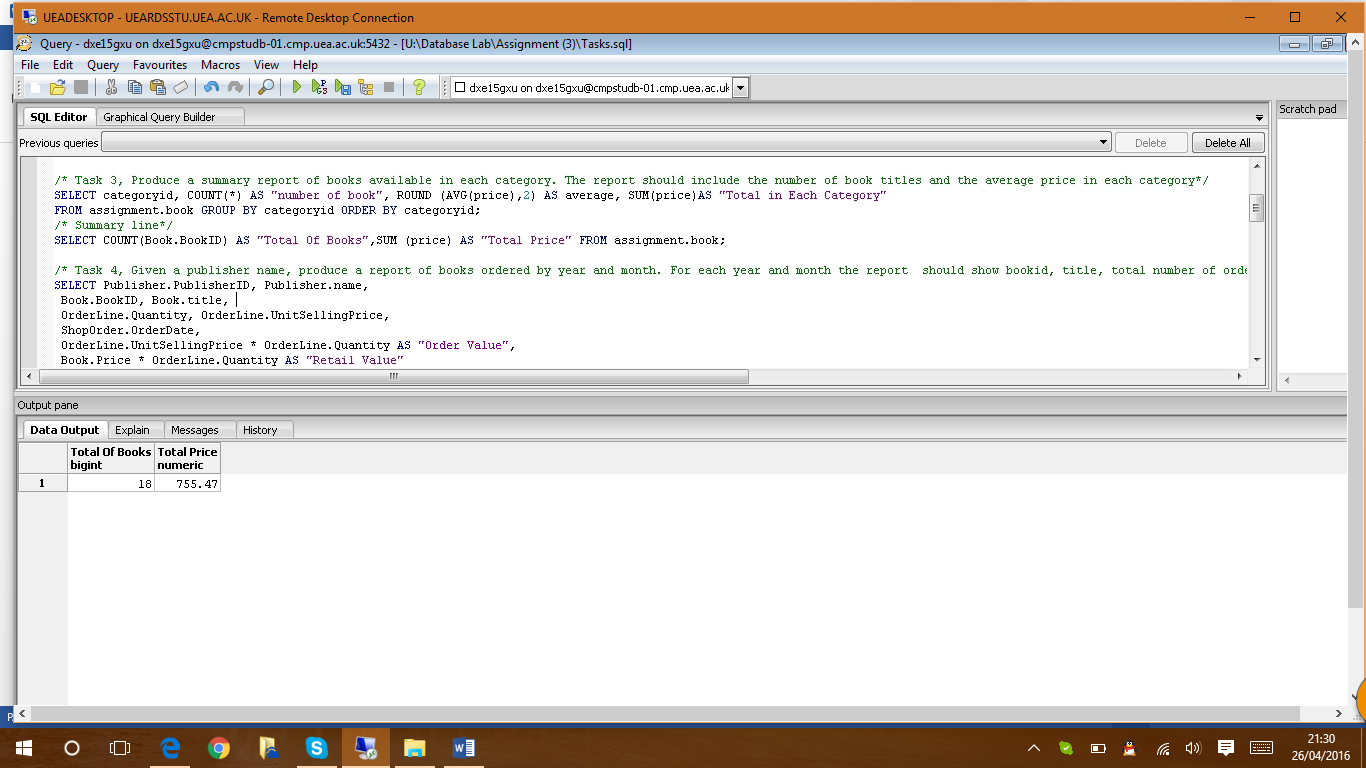 UEADESKTOP - UEARDSSTU.UEA.AC.UK - Remote Desktop Connection
Query - dxe15gxu on dxe15gxu@cmpstudb-01.cmp.uea.ac.uk:5432 - [U:\Database Lab\Assignment (3)\Tasks.sql]
File Edit Query Favourites Macros View Help
dxe15gxu on dxe15gxu@cmpstudb-01.cmp.uea.ac.uk
SQL Editor Graphical Query Builder
Scratch pad
Previous queries Delete Delete All
/* Task 3, Produce a summary report of books available in each category. The report should include the number of book titles and the average price in each category*/
SELECT categoryid, COUNT(*) AS "number of book", ROUND (AVG(price),2) AS average, SUM(price)AS "Total in Each Category"
FROM assignment.book GROUP BY categoryid ORDER BY categoryid;
/* Summary line*/
SELECT COUNT(Book.BookID) AS "Total Of Books",SUM (price) AS "Total Price" FROM assignment.book;
/* Task 4, Given a publisher name, produce a report of books ordered by year and month. For each year and month the report  should show bookid, title, total number of orde
SELECT Publisher.PublisherID, Publisher.name,
Book.BookID, Book.title,
OrderLine.Quantity, OrderLine.UnitSellingPrice,
ShopOrder.OrderDate,
OrderLine.UnitSellingPrice * OrderLine.Quantity AS "Order Value",
Book.Price * OrderLine.Quantity AS "Retail Value"
Output pane
Data Output Explain Messages History
Total Of Books Total Price
bigint numeric
1 18 755.47
21:30
26/04/2016